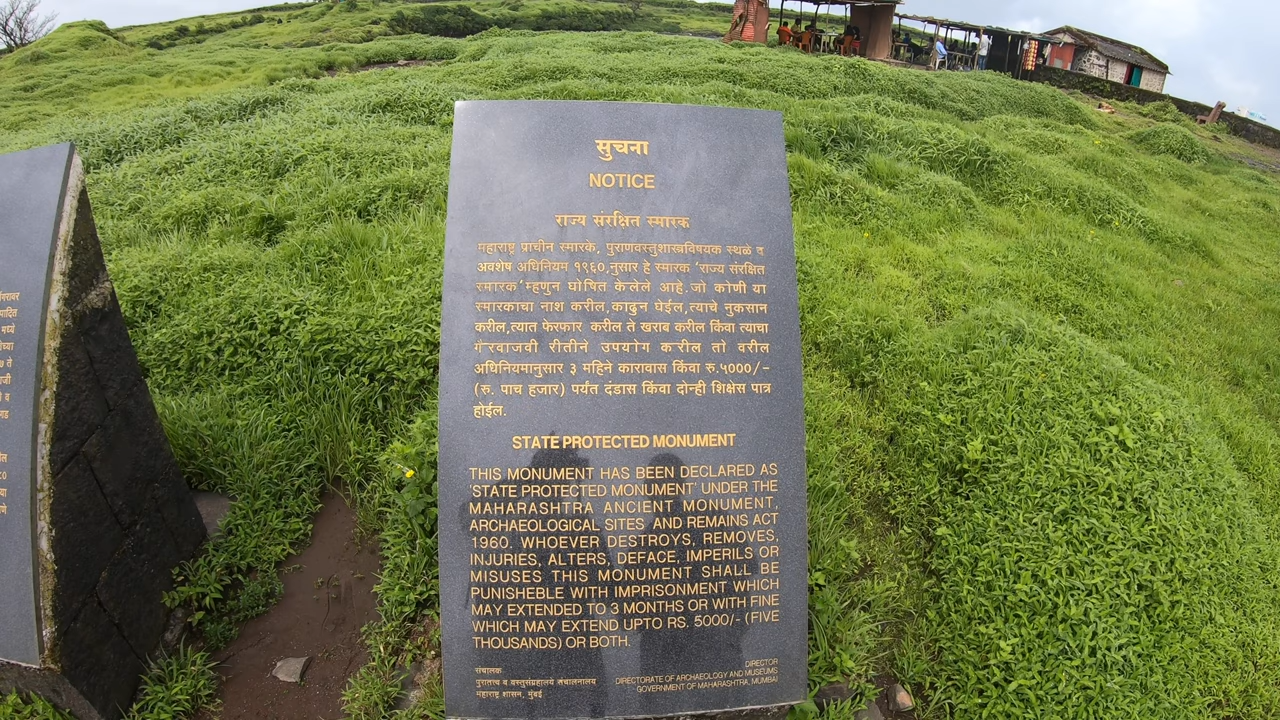 सुचना
NOTICE
राज्य संरक्षित स्मारक
महाराष्ट्र प्राचीन स्मारके, पुराणवस्तुशास्त्रविषयक स्थळे व
अवशेष अधिनियम १९६०,नुसार हे स्मारक 'राज्य संरक्षित
स्मारक' म्हणुन घोषित केलेले आहे.जो कोणी या
स्मारकाचा नाश करील,काढुन घेईल,त्याचे नुकसान
करील,त्यात फेरफार करील ते खराब करील किंवा त्याचा
गैरवाजवी रीतीने उपयोग करील तो वरील
अधिनियमानुसार ३ महिने कारावास किंवा रु.५०००/-
(रु. पाच हजार) पर्यंत दंडास किंवा दोन्ही शिक्षेस पात्र
होईल.
STATE PROTECTED MONUMENT
THIS MONUMENT HAS BEEN DECLARED AS
'STATE PROTECTED MONUMENT' UNDER THE
MAHARASHTRA ANCIENT MONUMENT,
ARCHAEOLOGICAL SITES AND REMAINS ACT
1960. WHOEVER DESTROYS, REMOVES,
INJURIES, ALTERS, DEFACE, IMPERILS OR
MISUSES THIS MONUMENT SHALL BE
PUNISHEBLE WITH IMPRISONMENT WHICH
MAY EXTENDED TO 3 MONTHS OR WITH FINE
WHICH MAY EXTEND UPTO RS. 5000/- (FIVE
THOUSANDS) OR BOTH.
संचालक
पुरातत्व व वस्तुसंग्रहालये संचालनालय
महाराष्ट्र शासन, मुंबई
DIRECTOR
DIRECTORATE OF ARCHAEOLOGY AND MUSEUMS
GOVERNMENT OF MAHARASHTRA, MUMBAI